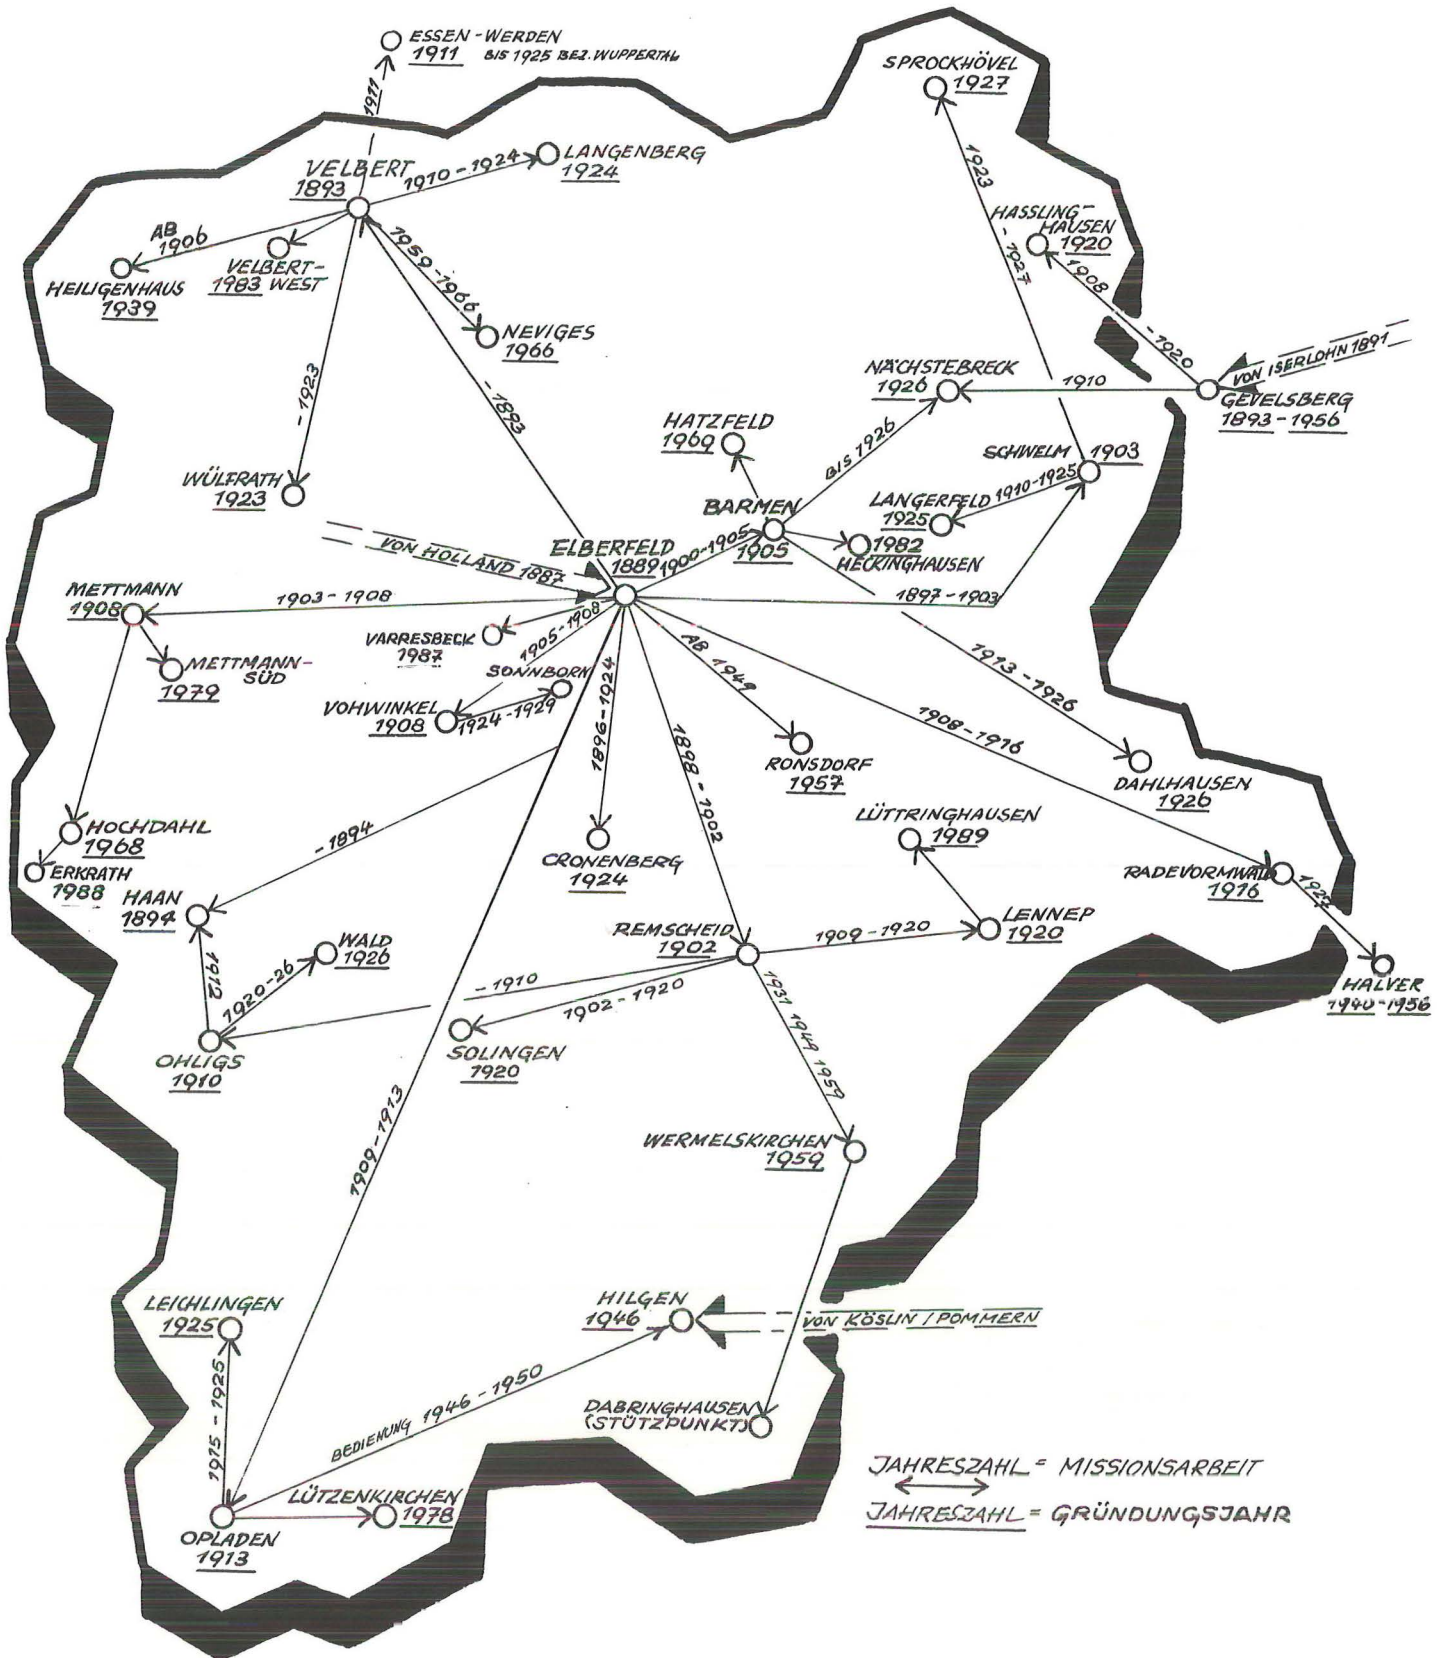 ESSEN-WERDEN
1911 BIS 1925 BEZ. WUPPERTAL
1911
SPROCKHÖVEL
1927
VELBERT
1893
1910-1924
LANGENBERG
1924
1923
-1927
HASSLING-
HAUSEN
1920
AB
1906
HEILIGENHAUS
1939
VELBERT-
1983 WEST
1959-1966
NEVIGES
1966
1908
-1920
VON ISERLOHN 1891
GEVELSBERG
1893-1956
NÄCHSTEBRECK
1926
1910
-1923
-1893
HATZFELD
1969
BIS 1926
SCHWELM 1903
WÜLFRATH
1923
LANGERFELD
1925
1910-1925
BARMEN
1905
1982
HECKINGHAUSEN
VON HOLLAND 1887
ELBERFELD
1889
1900-1905
1897-1903
METTMANN
1908
1903-1908
METTMANN-
SÜD
1979
VARRESBECK
1987
1905-1908
SONNBORN
VOHWINKEL
1908
1924-1929
1896-1924
AB 1949
1898-1902
1908-1916
1913-1926
RONSDORF
1957
DAHLHAUSEN
1926
HOCHDAHL
1968
ERKRATH
1988
-1894
CRONENBERG
1924
LÜTTRINGHAUSEN
1989
RADEVORMWALD
1916
1927
HALVER
1940-1956
HAAN
1894
WALD
1926
1912
1920-26
OHLIGS
1910
REMSCHEID
1902
1909-1920
LENNEP
1920
-1910
1902-1920
SOLINGEN
1920
1931 1949 1959
1909-1913
WERMELSKIRCHEN
1959
LEICHLINGEN
1925
1915-1925
HILGEN
1946
VON KÖSLIN / POMMERN
BEDIENUNG 1946-1950
DABRINGHAUSEN
(STÜTZPUNKT)
LÜTZENKIRCHEN
1978
OPLADEN
1913
JAHRESZAHL = MISSIONSARBEIT
JAHRESZAHL = GRÜNDUNGSJAHR